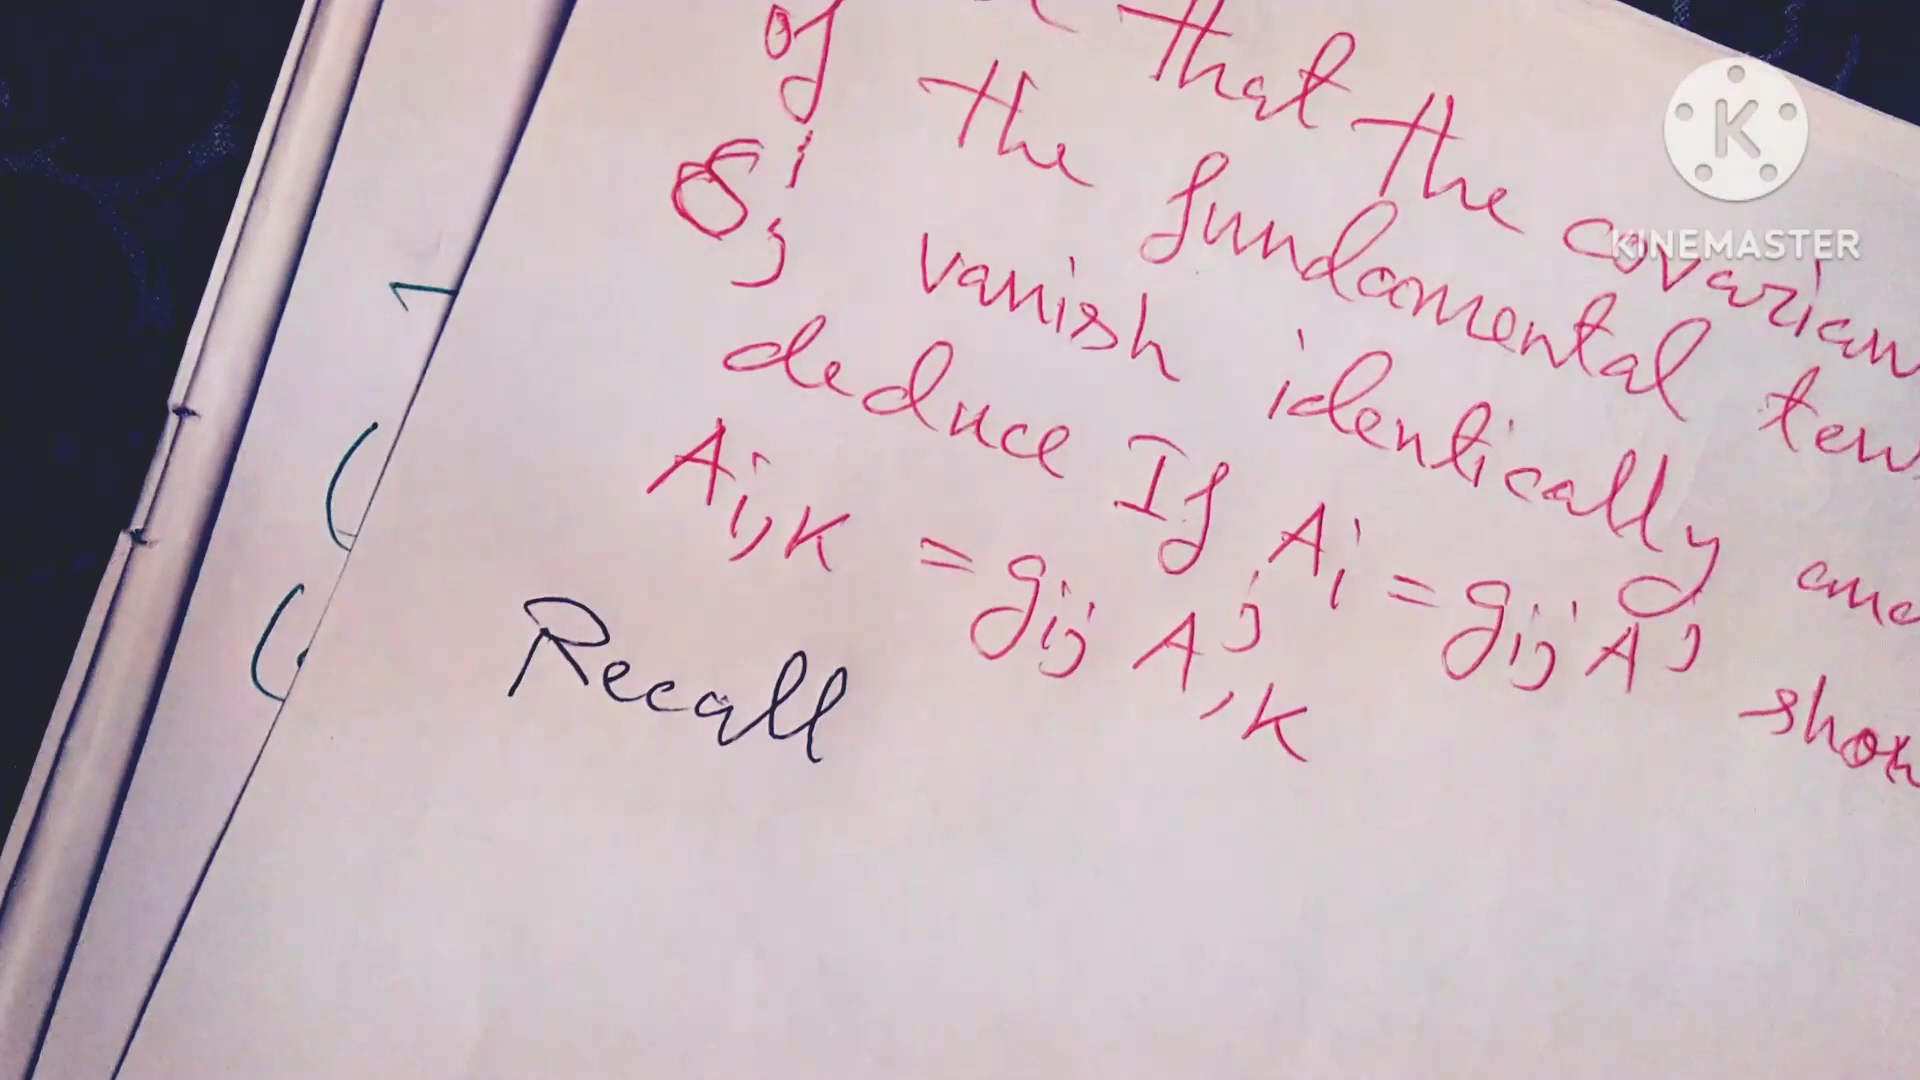 that the covarian
of the fundamental ten
δ^i_j vanish identically and
deduce If A_i = g_ij A^j show
A_i,K = g_ij A^j_,K
Recall
K
KINEMASTER